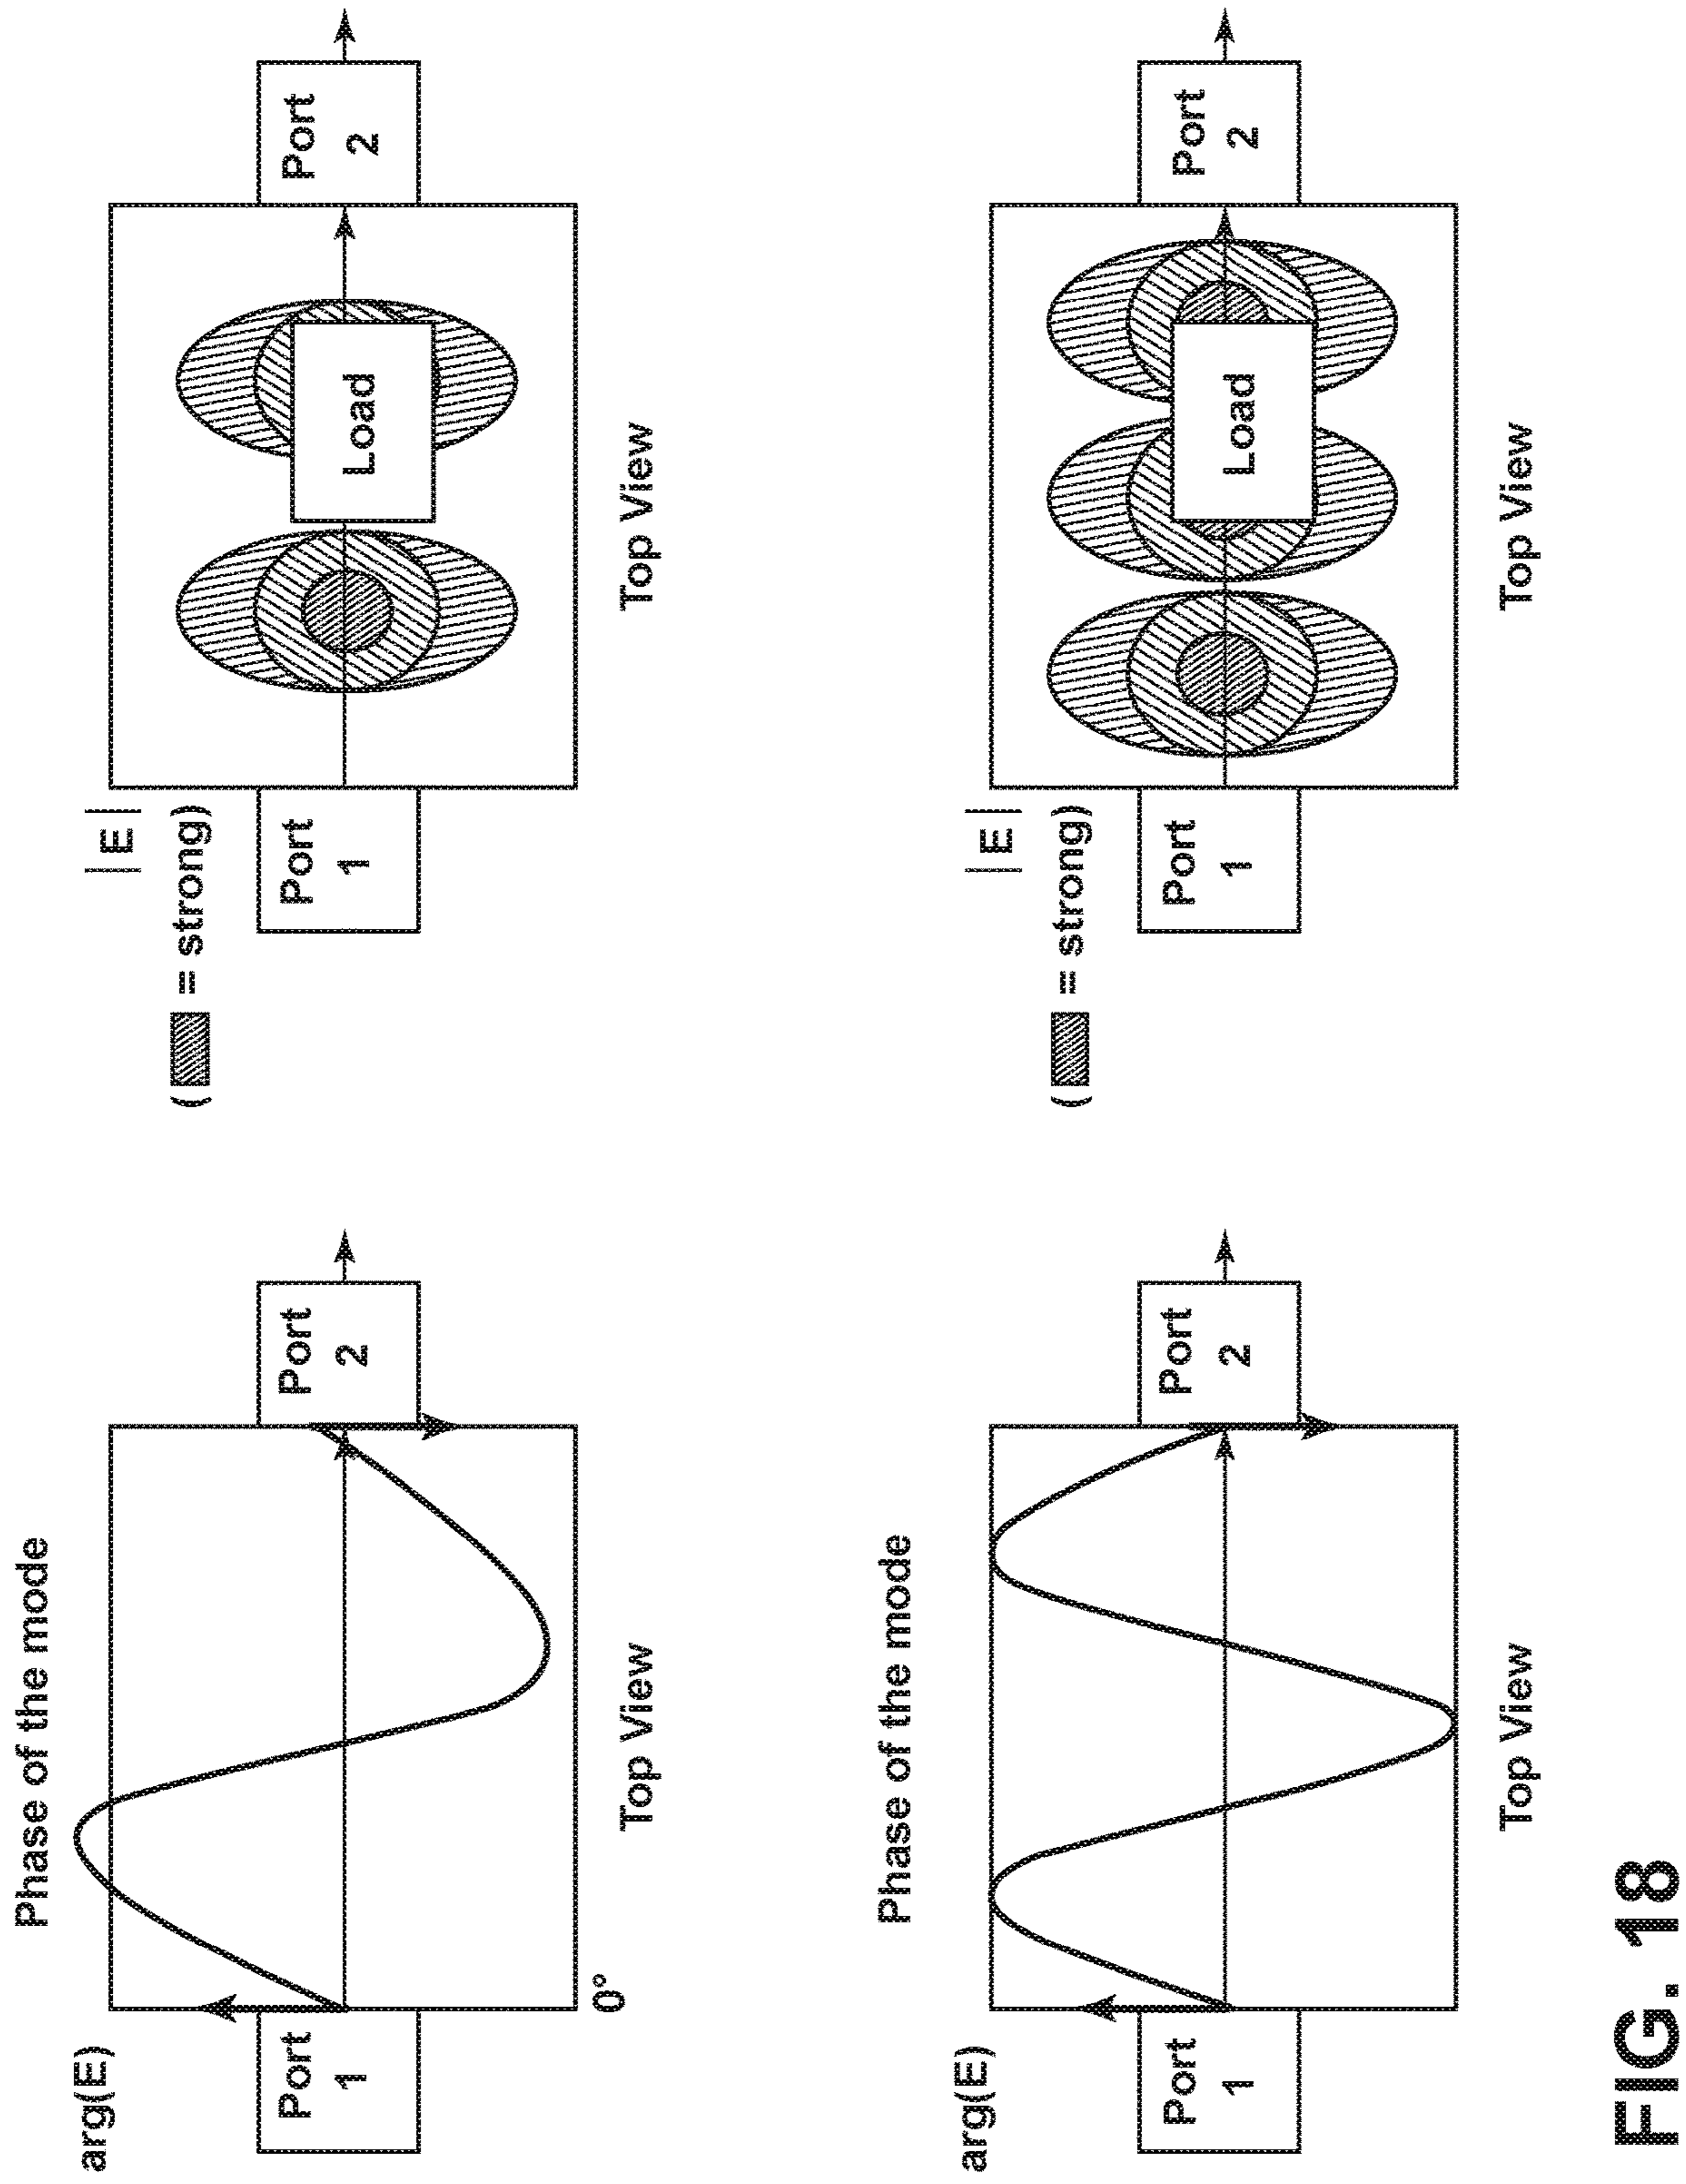 Phase of the mode
arg(E)
Port
1
Port
2
0°
Top View
|E|
( = strong)
Port
1
Load
Port
2
Top View
Phase of the mode
arg(E)
Port
1
Port
2
Top View
|E|
( = strong)
Port
1
Load
Port
2
Top View
FIG. 18